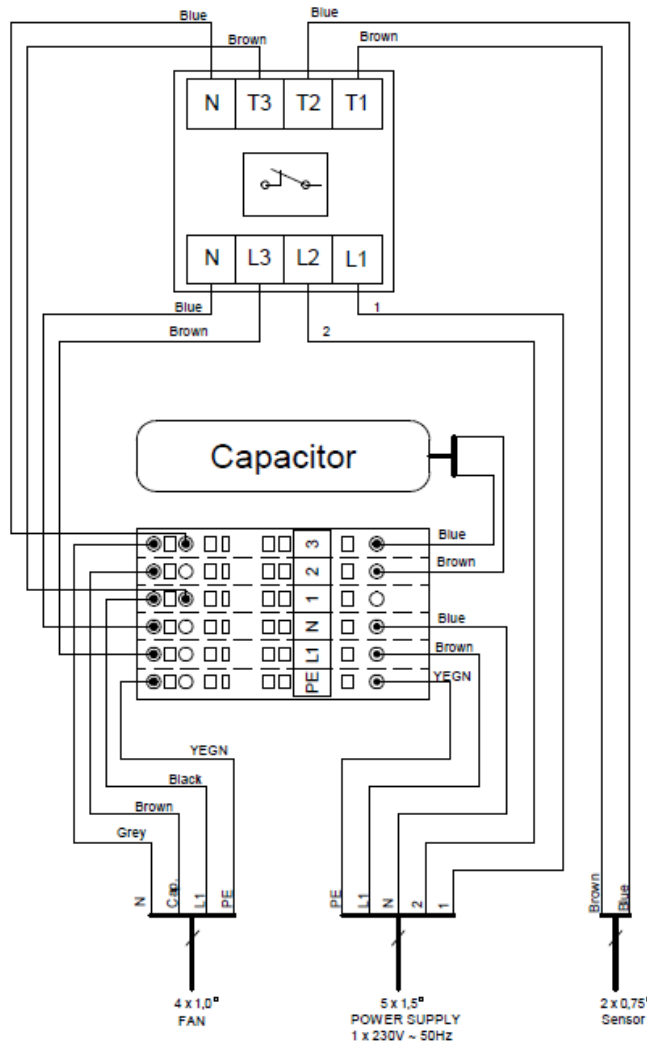 Blue
Blue
Brown
Brown
N T3 T2 T1
N L3 L2 L1
Blue
1
Brown
2
Capacitor
3
Blue
2
Brown
1
N
Blue
L1
Brown
PE
YEGN
YEGN
Black
Brown
Grey
N
Cap.
L1
PE
PE
L1
N
2
1
Brown
Blue
4 x 1,0¤
FAN
5 x 1,5¤
POWER SUPPLY
1 x 230V ~ 50Hz
2 x 0,75¤
Sensor